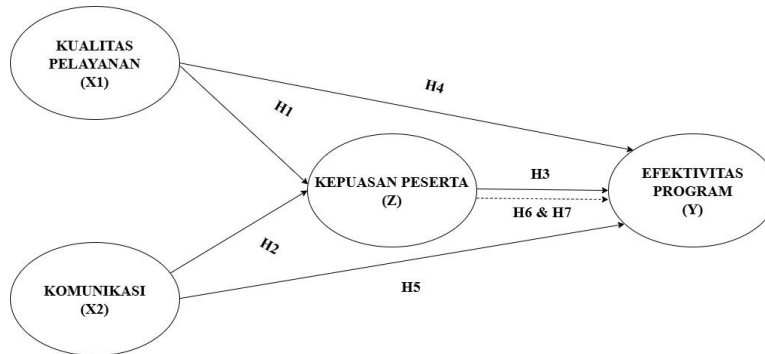 KUALITAS
PELAYANAN
(X1)
H4
H1
KEPUASAN PESERTA
(Z)
H3
H6 & H7
EFEKTIVITAS
PROGRAM
(Y)
H2
KOMUNIKASI
(X2)
H5